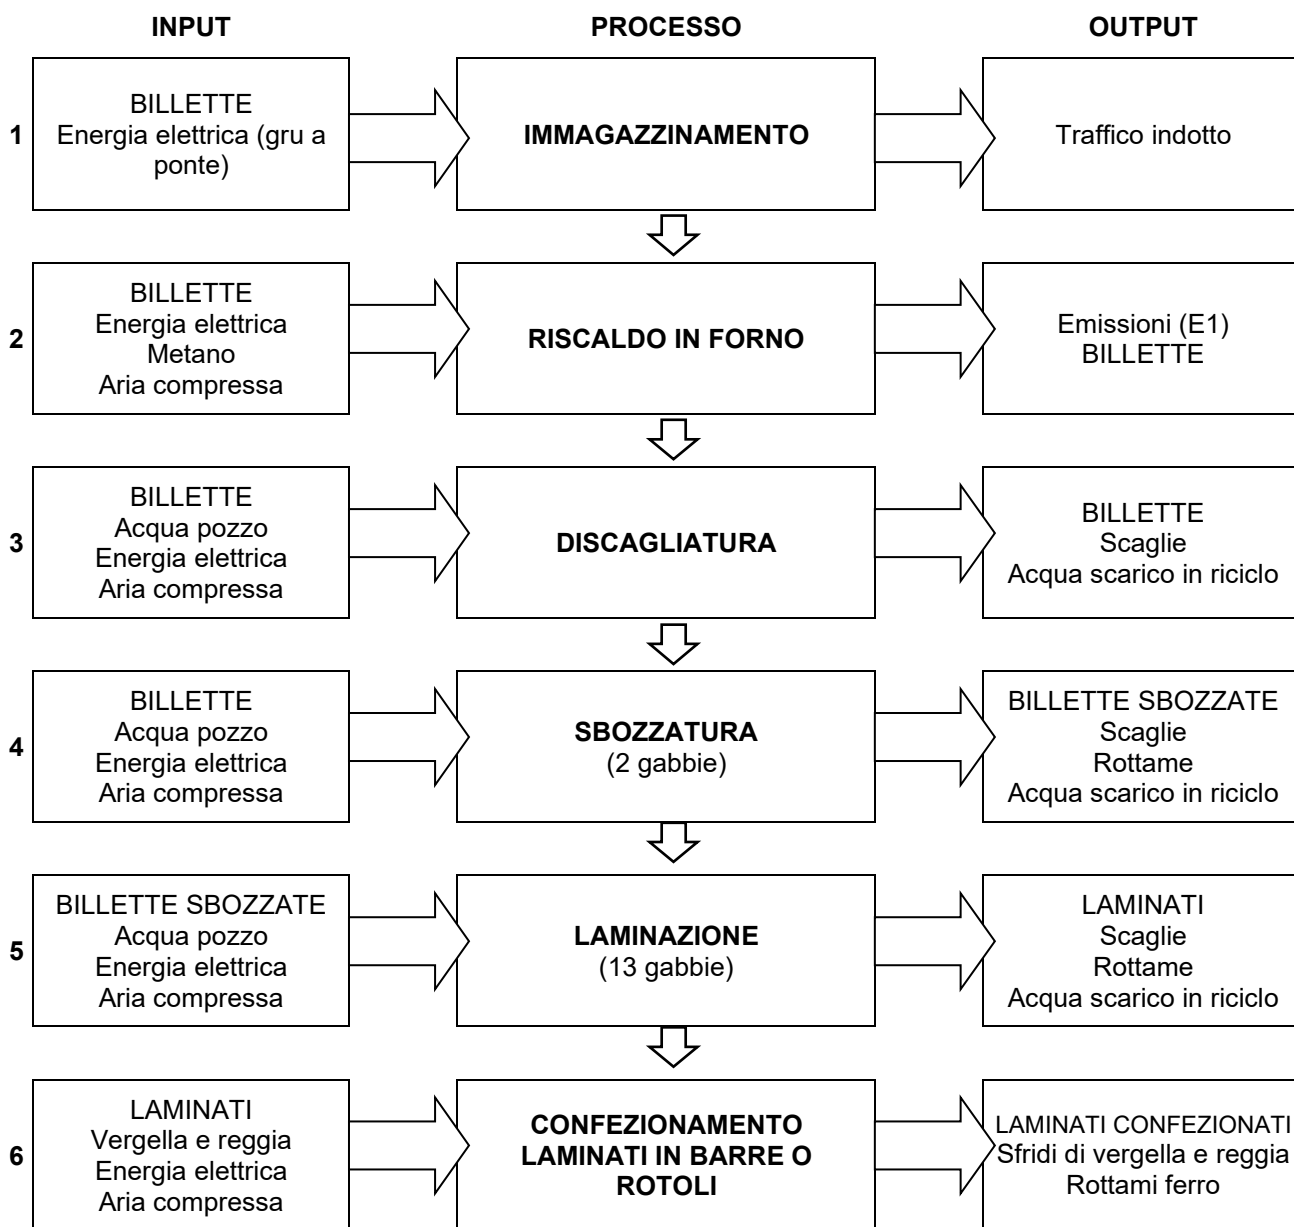 INPUT
PROCESSO
OUTPUT
1
BILLETTE
Energia elettrica (gru a
ponte)
IMMAGAZZINAMENTO
Traffico indotto
2
BILLETTE
Energia elettrica
Metano
Aria compressa
RISCALDO IN FORNO
Emissioni (E1)
BILLETTE
3
BILLETTE
Acqua pozzo
Energia elettrica
Aria compressa
DISCAGLIATURA
BILLETTE
Scaglie
Acqua scarico in riciclo
4
BILLETTE
Acqua pozzo
Energia elettrica
Aria compressa
SBOZZATURA
(2 gabbie)
BILLETTE SBOZZATE
Scaglie
Rottame
Acqua scarico in riciclo
5
BILLETTE SBOZZATE
Acqua pozzo
Energia elettrica
Aria compressa
LAMINAZIONE
(13 gabbie)
LAMINATI
Scaglie
Rottame
Acqua scarico in riciclo
6
LAMINATI
Vergella e reggia
Energia elettrica
Aria compressa
CONFEZIONAMENTO
LAMINATI IN BARRE O
ROTOLI
LAMINATI CONFEZIONATI
Sfridi di vergella e reggia
Rottami ferro